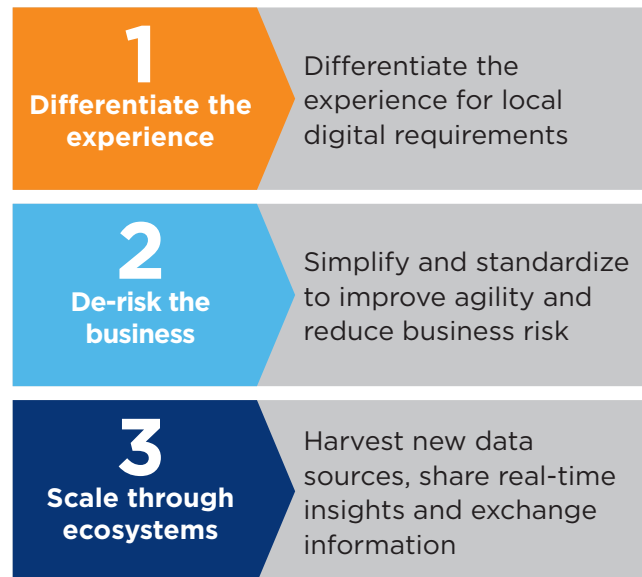 1
Differentiate the
experience
Differentiate the
experience for local
digital requirements
2
De-risk the
business
Simplify and standardize
to improve agility and
reduce business risk
3
Scale through
ecosystems
Harvest new data
sources, share real-time
insights and exchange
information